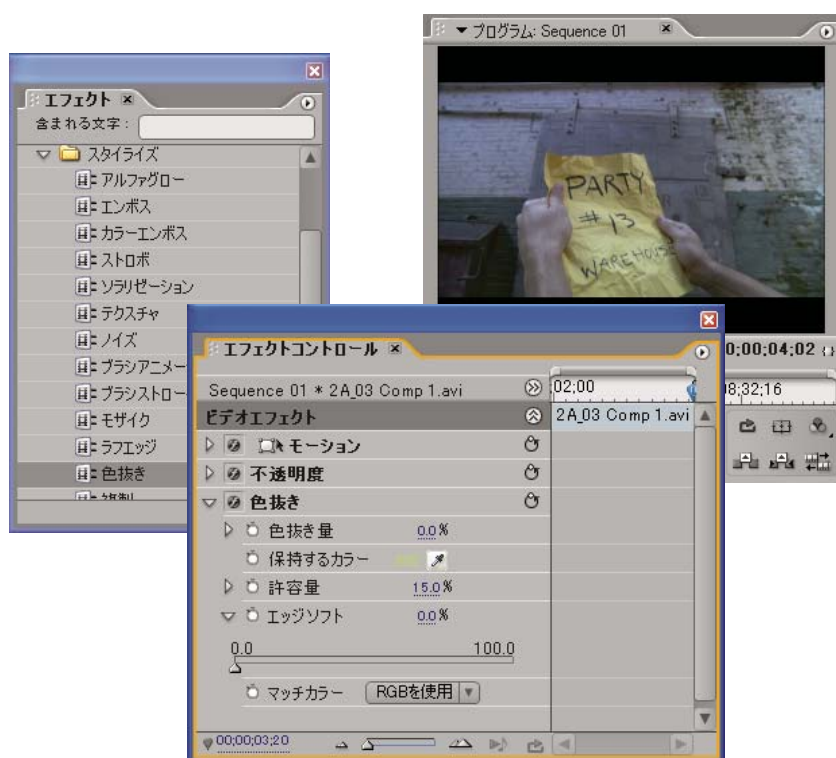 エフェクト
含まれる文字：
スタイライズ
アルファグロー
エンボス
カラーエンボス
ストロボ
ソラリゼーション
テクスチャ
ノイズ
ブラシアニメー
ブラシストロー
モザイク
ラフエッジ
色抜き
複製
プログラム: Sequence 01
PARTY
#13
WAREHOUSE
0:00:04:02
8;32;16
エフェクトコントロール
Sequence 01 * 2A_03 Comp 1.avi
02;00
ビデオエフェクト
2A_03 Comp 1.avi
モーション
不透明度
色抜き
色抜き量 0.0%
保持するカラー
許容量 15.0%
エッジソフト 0.0%
0.0 100.0
マッチカラー RGBを使用
00;00;03;20